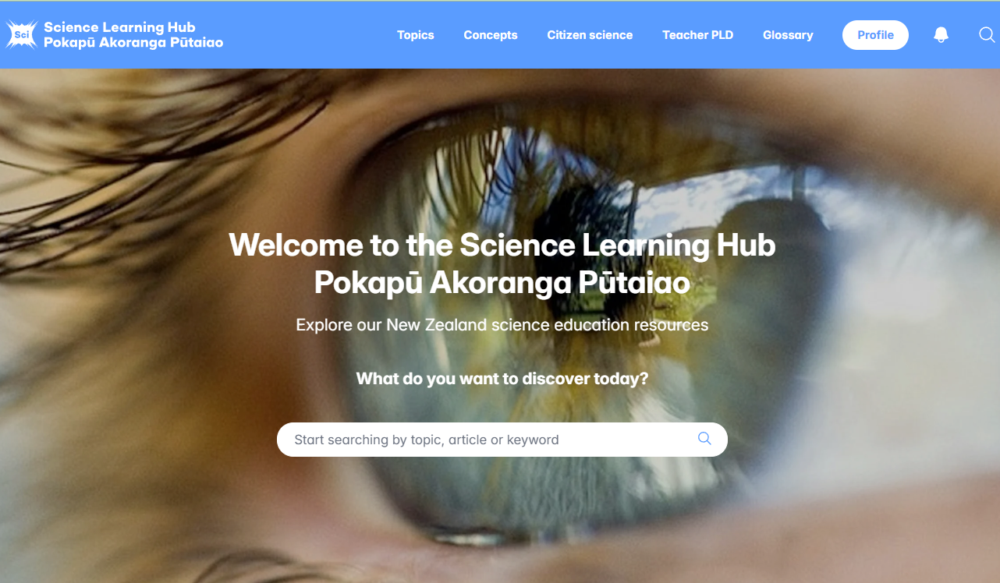 Sci
Science Learning Hub
Pokapū Akoranga Pūtaiao
Topics
Concepts
Citizen science
Teacher PLD
Glossary
Profile
Welcome to the Science Learning Hub
Pokapū Akoranga Pūtaiao
Explore our New Zealand science education resources
What do you want to discover today?
Start searching by topic, article or keyword